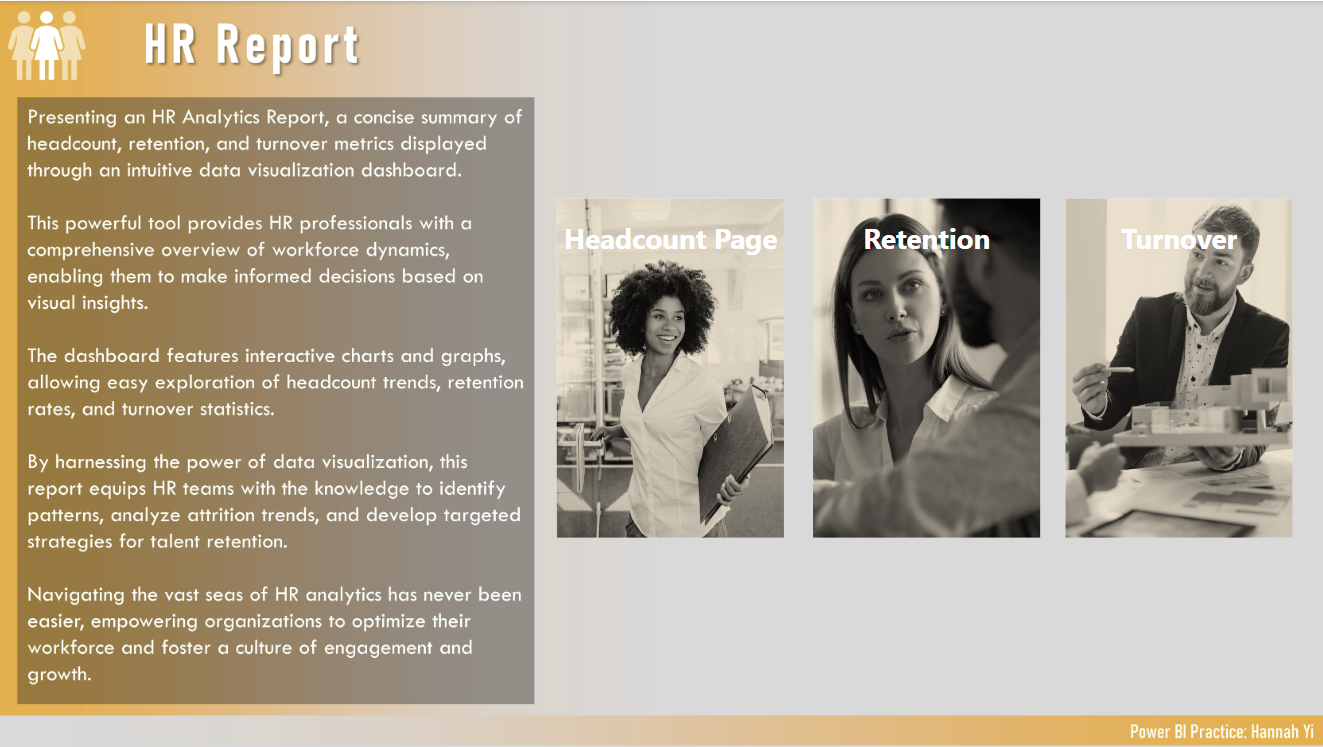 HR Report
Presenting an HR Analytics Report, a concise summary of
headcount, retention, and turnover metrics displayed
through an intuitive data visualization dashboard.
This powerful tool provides HR professionals with a
comprehensive overview of workforce dynamics,
enabling them to make informed decisions based on
visual insights.
The dashboard features interactive charts and graphs,
allowing easy exploration of headcount trends, retention
rates, and turnover statistics.
By harnessing the power of data visualization, this
report equips HR teams with the knowledge to identify
patterns, analyze attrition trends, and develop targeted
strategies for talent retention.
Navigating the vast seas of HR analytics has never been
easier, empowering organizations to optimize their
workforce and foster a culture of engagement and
growth.
Headcount Page
Retention
Turnover
Power BI Practice: Hannah Yi